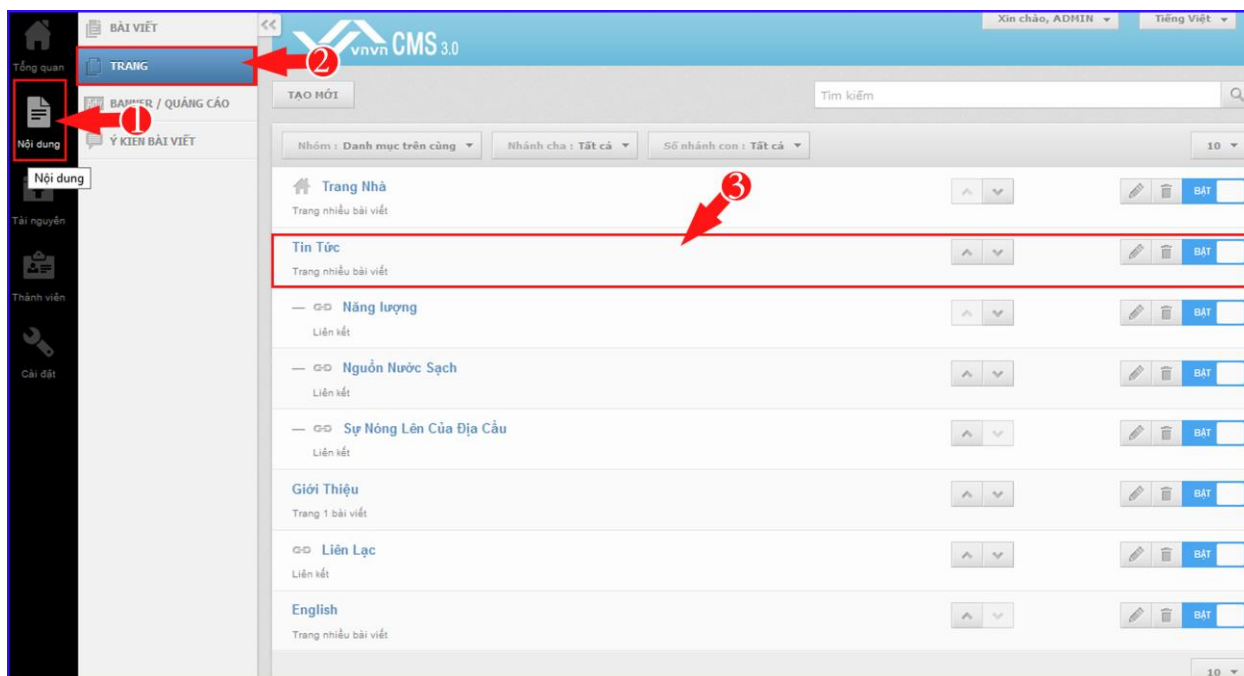 Tổng quan
Nội dung
Nội dung
Tài nguyên
Thành viên
Cài đặt
BÀI VIẾT
TRANG
BANNER / QUẢNG CÁO
Ý KIẾN BÀI VIẾT
1
2
3
vnvn CMS 3.0
Xin chào, ADMIN
Tiếng Việt
TẠO MỚI
Tìm kiếm
Nhóm : Danh mục trên cùng
Nhánh cha : Tất cả
Số nhánh con : Tất cả
10
Trang Nhà
BẬT
Trang nhiều bài viết
Tin Tức
BẬT
Trang nhiều bài viết
— Năng lượng
BẬT
Liên kết
— Nguồn Nước Sạch
BẬT
Liên kết
— Sự Nóng Lên Của Địa Cầu
BẬT
Liên kết
Giới Thiệu
BẬT
Trang 1 bài viết
Liên Lạc
BẬT
Liên kết
English
BẬT
Trang nhiều bài viết
10